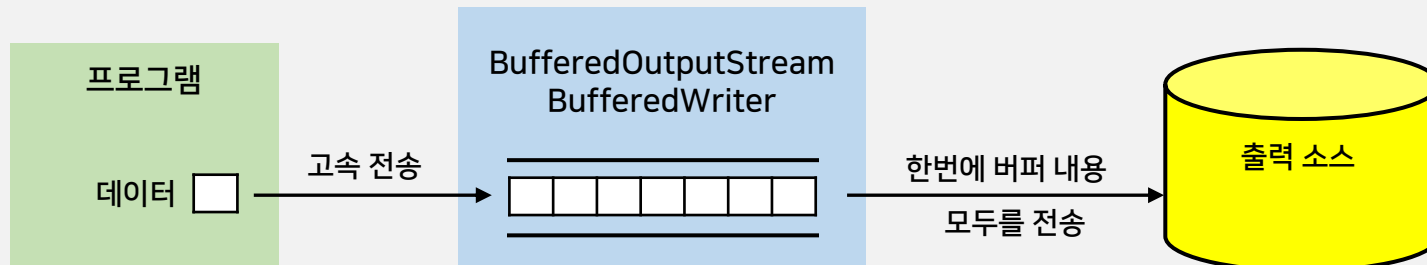 프로그램
데이터
고속 전송
BufferedOutputStream
BufferedWriter
한번에 버퍼 내용
모두를 전송
출력 소스